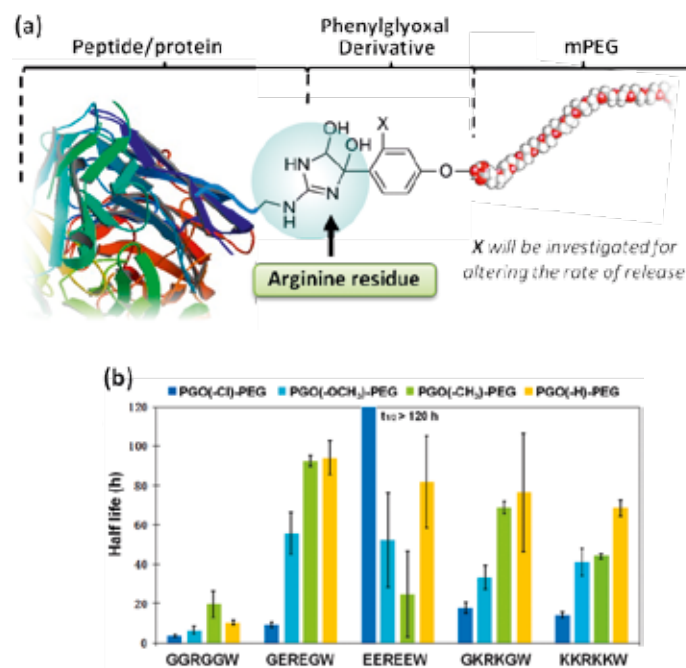 (a)
Peptide/protein
Phenylglyoxal
Derivative
mPEG
OH
X
OH
HN
N
N
H
O
Arginine residue
X will be investigated for
altering the rate of release
(b)
PGO(-Cl)-PEG PGO(-OCH₃)-PEG PGO(-CH₃)-PEG PGO(-H)-PEG
120
t₁/₂ > 120 h
100
80
60
40
20
0
Half life (h)
GGRGGW GEREGW EEREEW GKRKGW KKRKKW